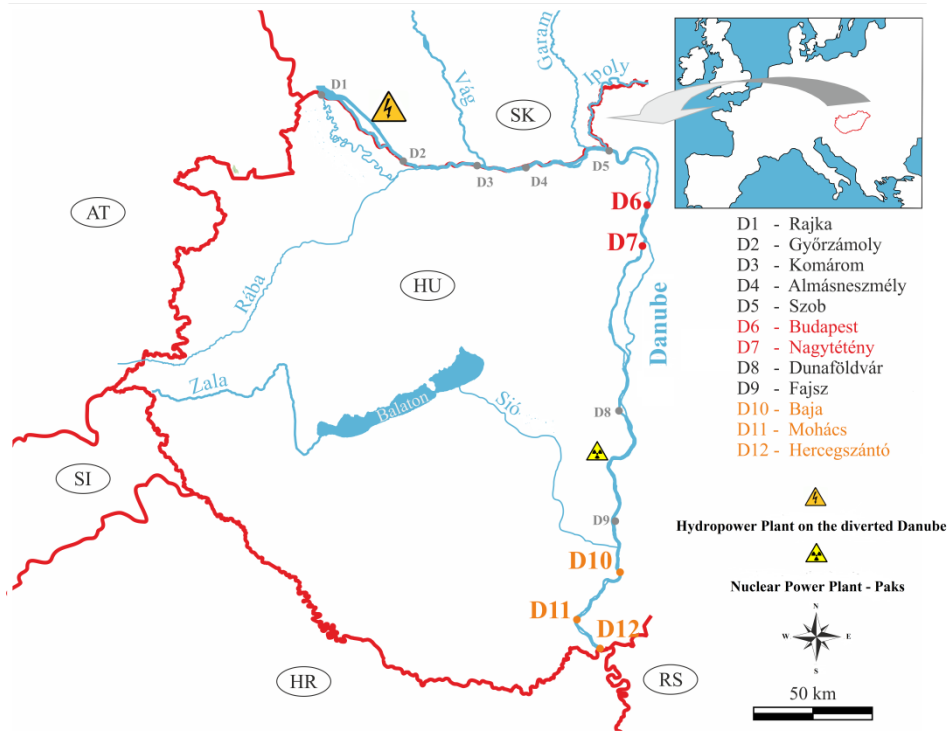 D1
Vág
Garam
Ipoly
SK
D2
D3
D4
D5
AT
D6
D7
HU
Rába
Danube
Zala
Balaton
Sió
D8
SI
D9
D10
D11
D12
HR
RS
D1 - Rajka
D2 - Győrzámoly
D3 - Komárom
D4 - Almásneszmély
D5 - Szob
D6 - Budapest
D7 - Nagytétény
D8 - Dunaföldvár
D9 - Fajsz
D10 - Baja
D11 - Mohács
D12 - Hercegszántó
Hydropower Plant on the diverted Danube
Nuclear Power Plant - Paks
N
W E
S
50 km